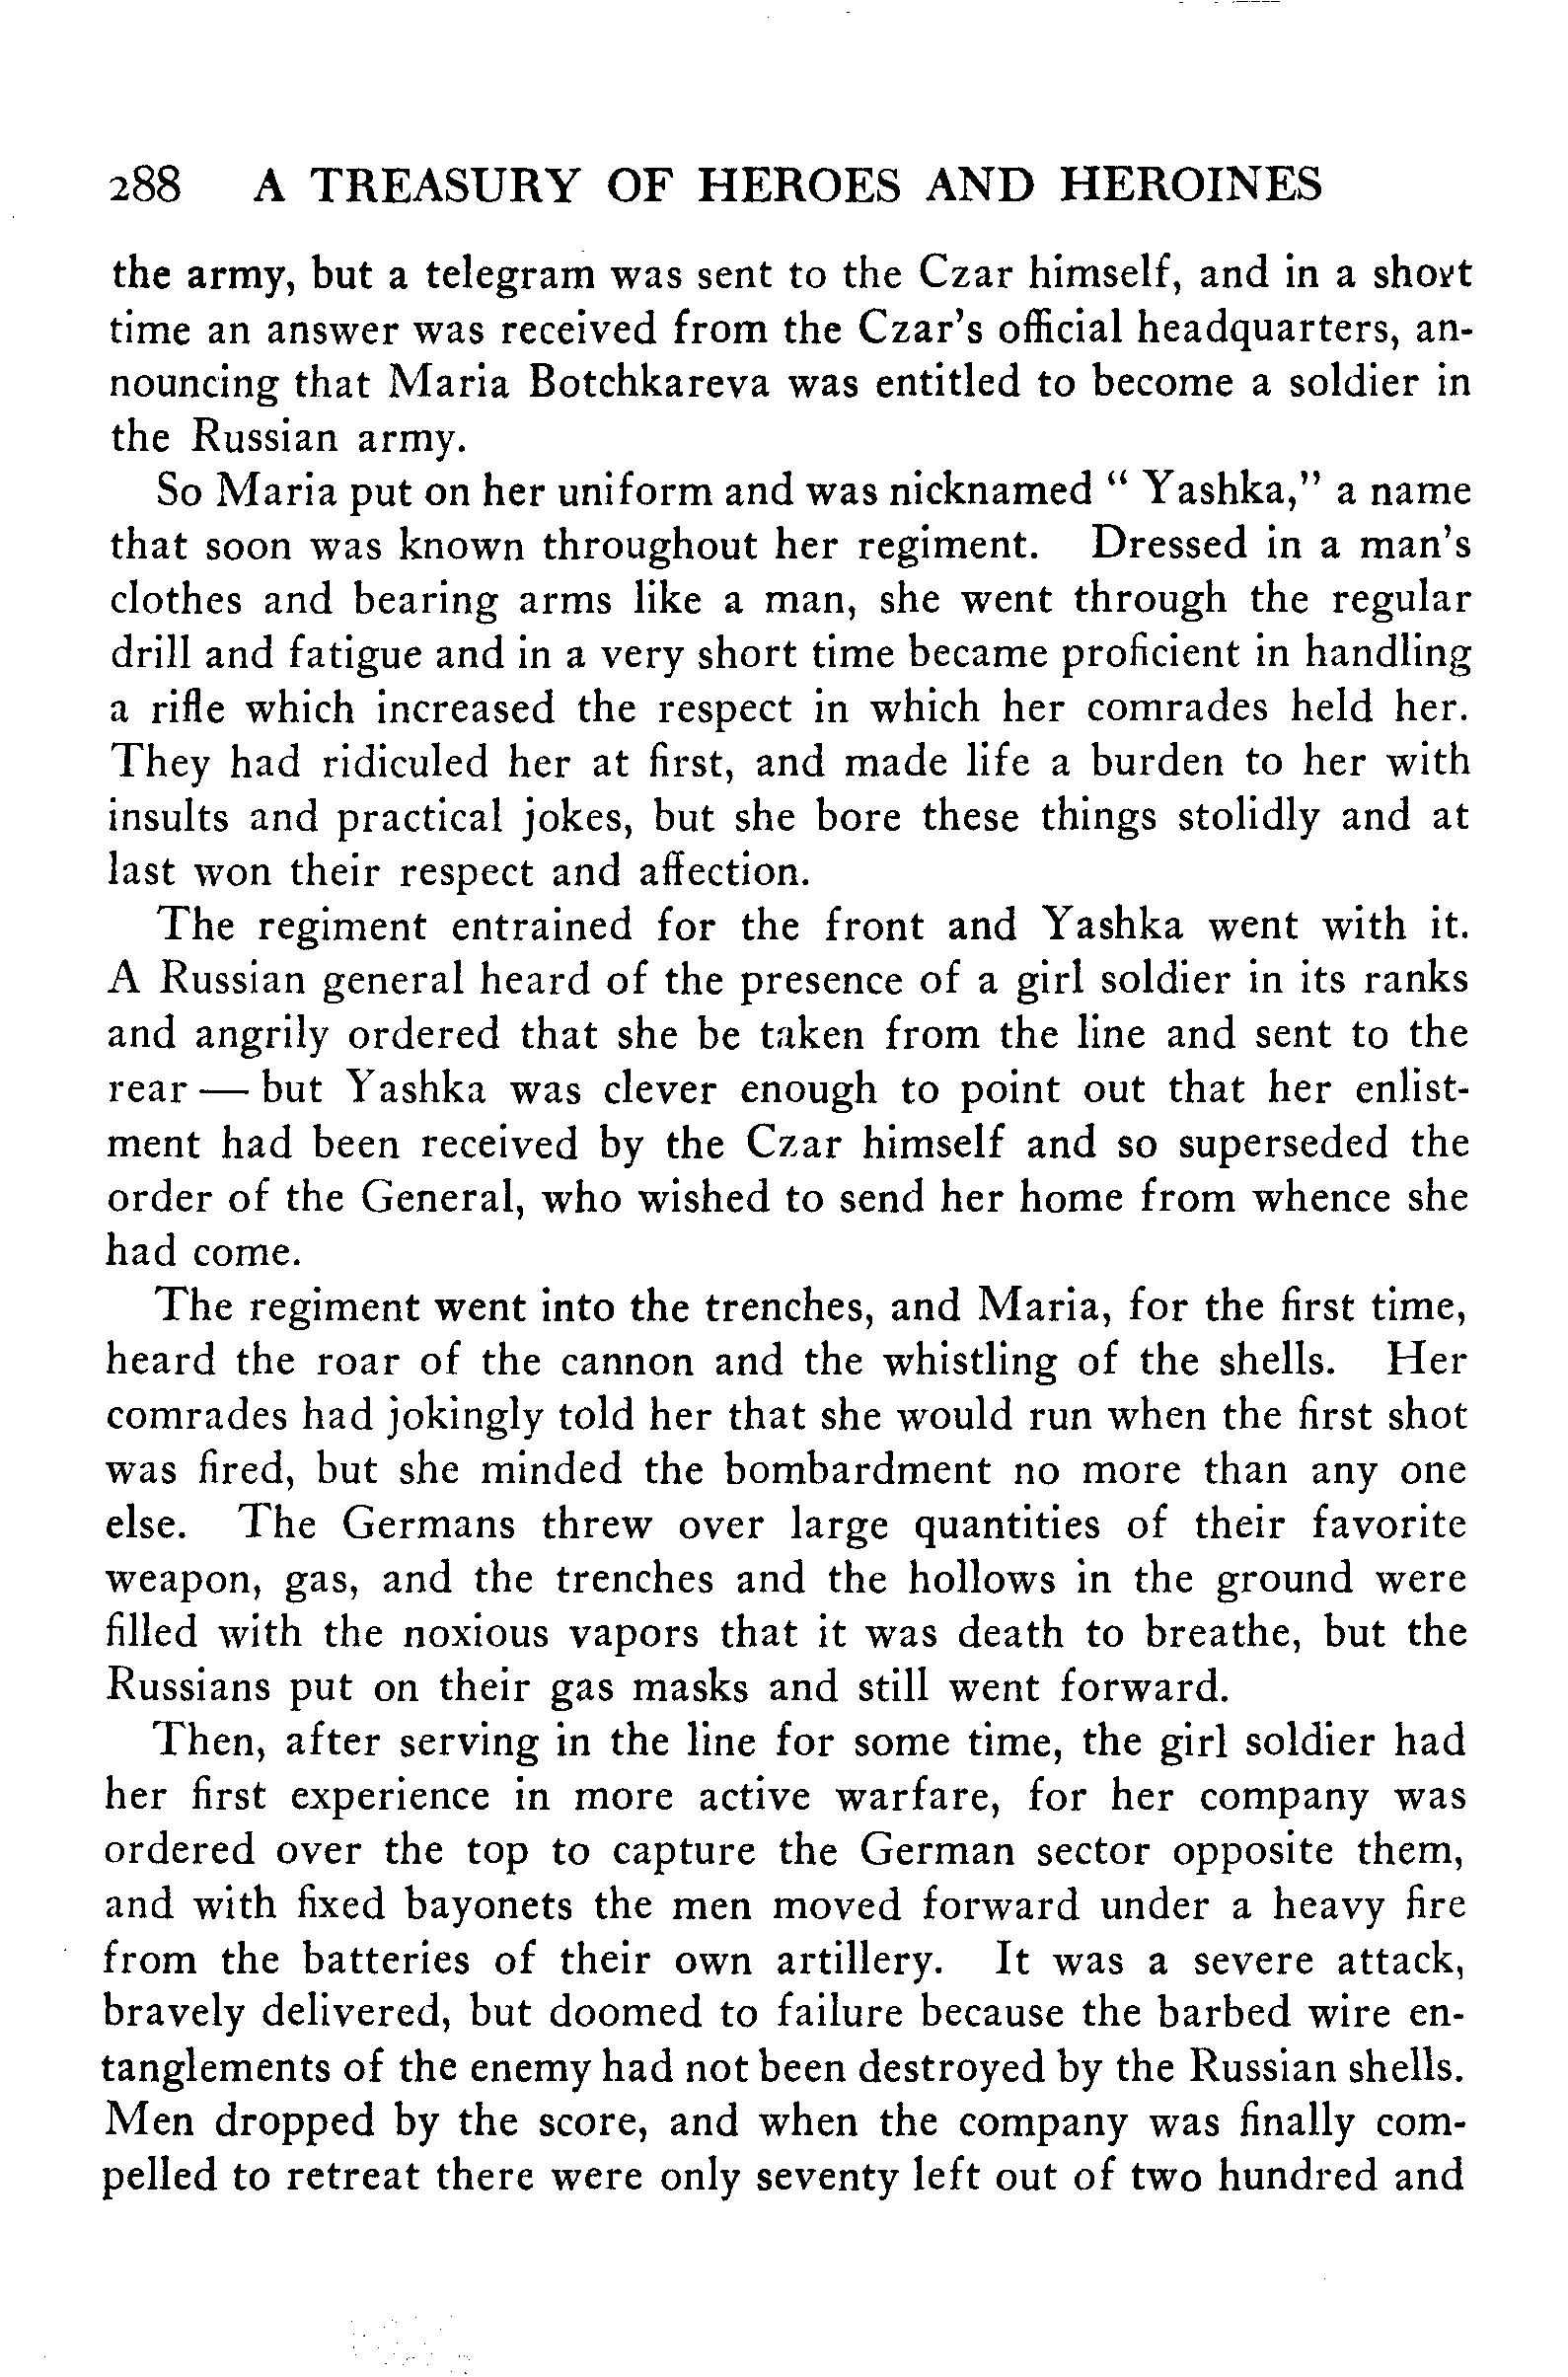 288 A TREASURY OF HEROES AND HEROINES
the army, but a telegram was sent to the Czar himself, and in a short
time an answer was received from the Czar's official headquarters, an-
nouncing that Maria Botchkareva was entitled to become a soldier in
the Russian army.
So Maria put on her uniform and was nicknamed " Yashka," a name
that soon was known throughout her regiment. Dressed in a man's
clothes and bearing arms like a man, she went through the regular
drill and fatigue and in a very short time became proficient in handling
a rifle which increased the respect in which her comrades held her.
They had ridiculed her at first, and made life a burden to her with
insults and practical jokes, but she bore these things stolidly and at
last won their respect and affection.
The regiment entrained for the front and Yashka went with it.
A Russian general heard of the presence of a girl soldier in its ranks
and angrily ordered that she be taken from the line and sent to the
rear — but Yashka was clever enough to point out that her enlist-
ment had been received by the Czar himself and so superseded the
order of the General, who wished to send her home from whence she
had come.
The regiment went into the trenches, and Maria, for the first time,
heard the roar of the cannon and the whistling of the shells. Her
comrades had jokingly told her that she would run when the first shot
was fired, but she minded the bombardment no more than any one
else. The Germans threw over large quantities of their favorite
weapon, gas, and the trenches and the hollows in the ground were
filled with the noxious vapors that it was death to breathe, but the
Russians put on their gas masks and still went forward.
Then, after serving in the line for some time, the girl soldier had
her first experience in more active warfare, for her company was
ordered over the top to capture the German sector opposite them,
and with fixed bayonets the men moved forward under a heavy fire
from the batteries of their own artillery. It was a severe attack,
bravely delivered, but doomed to failure because the barbed wire en-
tanglements of the enemy had not been destroyed by the Russian shells.
Men dropped by the score, and when the company was finally com-
pelled to retreat there were only seventy left out of two hundred and